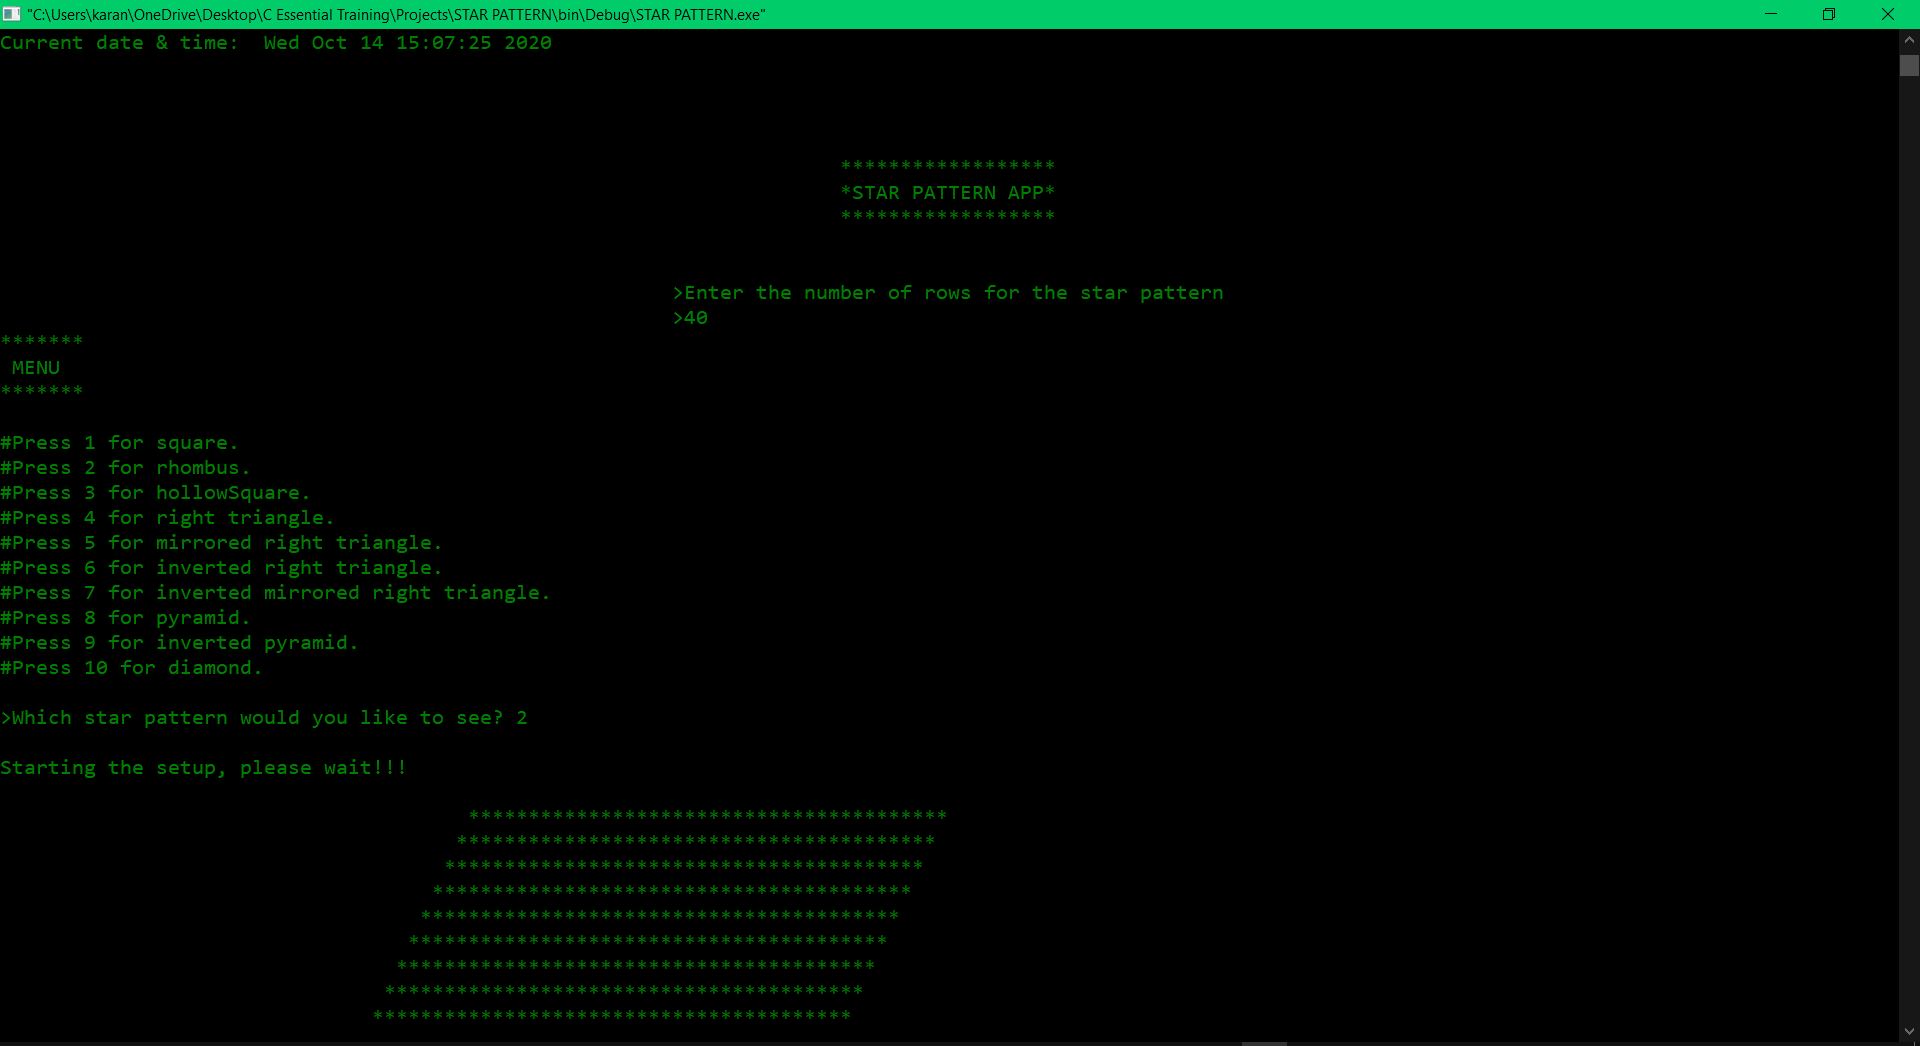 "C:\Users\karan\OneDrive\Desktop\C Essential Training\Projects\STAR PATTERN\bin\Debug\STAR PATTERN.exe"
Current date & time:  Wed Oct 14 15:07:25 2020
******************
*STAR PATTERN APP*
******************
>Enter the number of rows for the star pattern
>40
*******
 MENU
*******
#Press 1 for square.
#Press 2 for rhombus.
#Press 3 for hollowSquare.
#Press 4 for right triangle.
#Press 5 for mirrored right triangle.
#Press 6 for inverted right triangle.
#Press 7 for inverted mirrored right triangle.
#Press 8 for pyramid.
#Press 9 for inverted pyramid.
#Press 10 for diamond.
>Which star pattern would you like to see? 2
Starting the setup, please wait!!!
        ****************************************
       ****************************************
      ****************************************
     ****************************************
    ****************************************
   ****************************************
  ****************************************
 ****************************************
****************************************